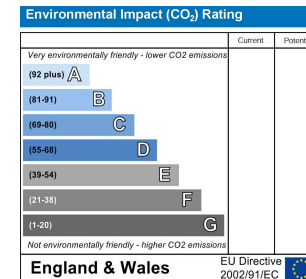 Environmental Impact (CO₂) Rating
Current Potent
Very environmentally friendly - lower CO2 emissions
(92 plus) A
(81-91) B
(69-80) C
(55-68) D
(39-54) E
(21-38) F
(1-20) G
Not environmentally friendly - higher CO2 emissions
England & Wales
EU Directive
2002/91/EC